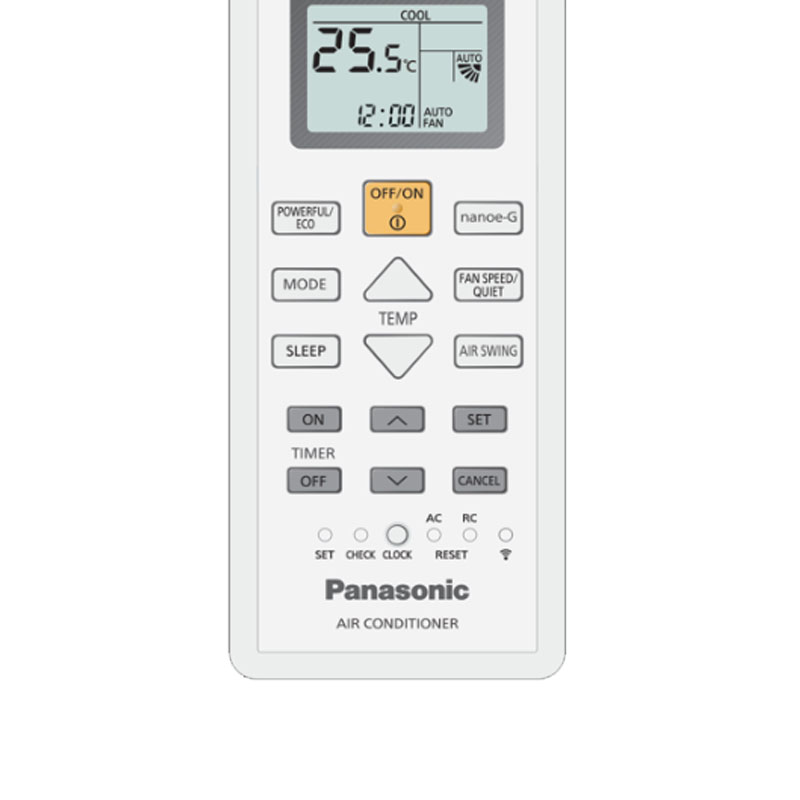 COOL
25.5°C
AUTO
12:00 AUTO
FAN
OFF/ON
POWERFUL/
ECO
nanoe-G
MODE
FAN SPEED/
QUIET
TEMP
SLEEP
AIR SWING
ON
SET
TIMER
OFF
CANCEL
AC RC
SET CHECK CLOCK RESET
Panasonic
AIR CONDITIONER